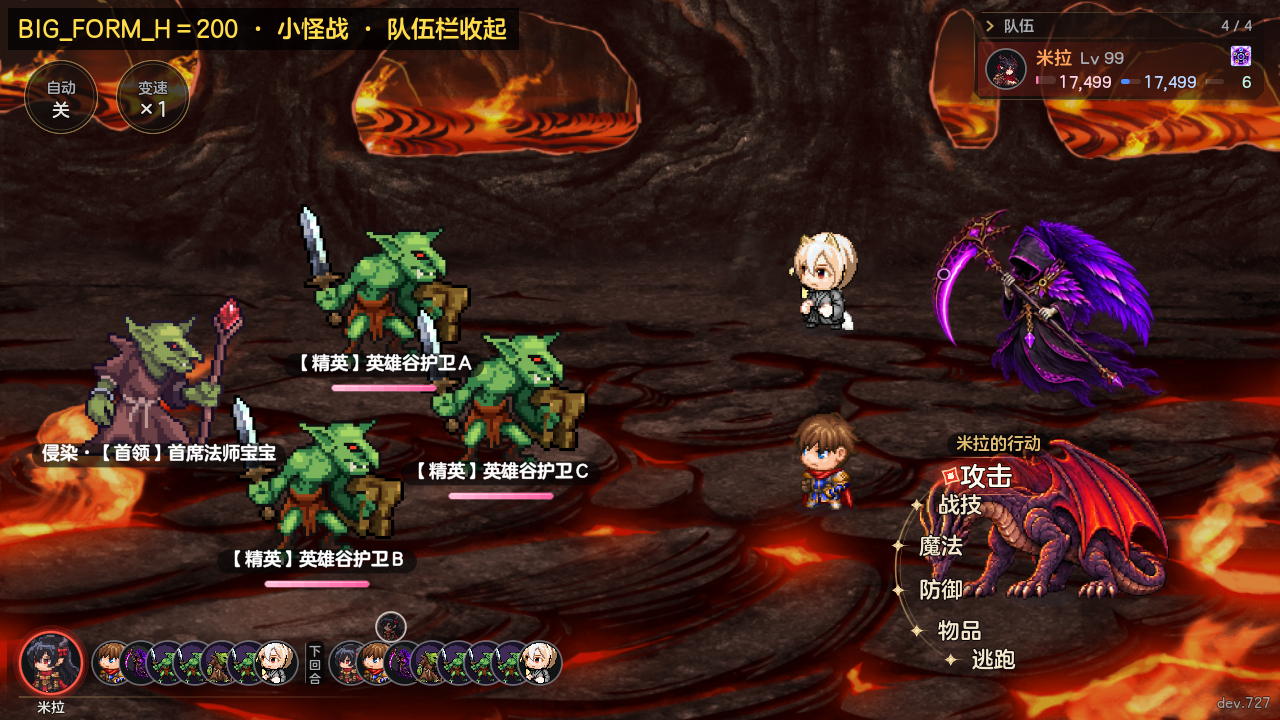 BIG_FORM_H=200 · 小怪战 · 队伍栏收起
队伍 4/4
米拉 Lv 99
17,499 17,499 6
自动
关
变速
×1
【精英】英雄谷护卫A
侵染·【首领】首席法师宝宝
【精英】英雄谷护卫C
【精英】英雄谷护卫B
米拉的行动
攻击
战技
魔法
防御
物品
逃跑
下回合
米拉
dev.727